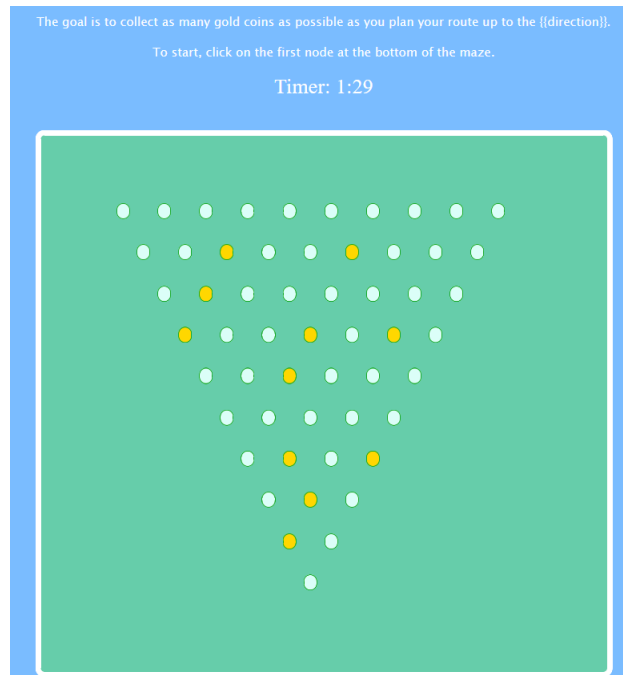 The goal is to collect as many gold coins as possible as you plan your route up to the {{direction}}.
To start, click on the first node at the bottom of the maze.
Timer: 1:29